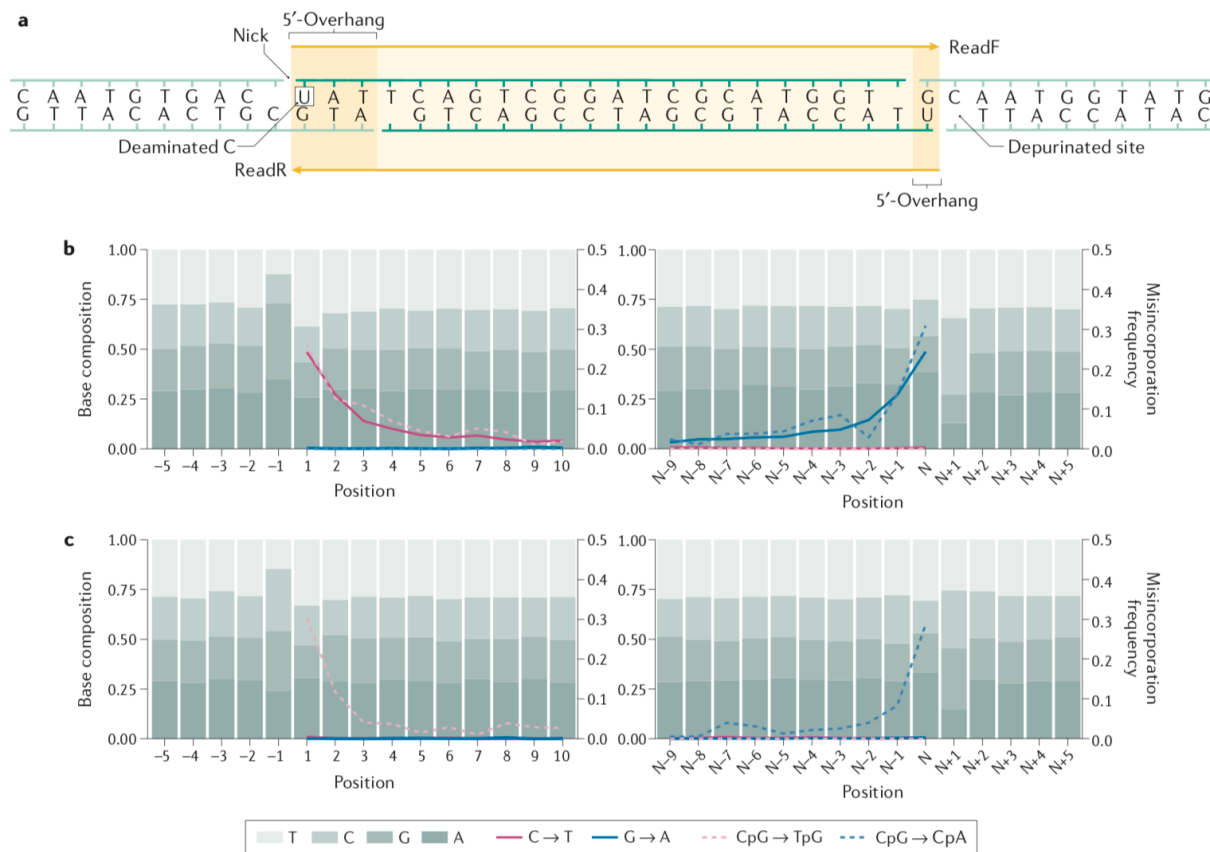 a
5′-Overhang
Nick
ReadF
C A A T G T G A C U A T T C A G T C G G A T C G C A T G G T G C A A T G G T A T G
G T T A C A C T G C G T A G T C A G C C T A G C G T A C C A T U T T A C C A T A C
Deaminated C
Depurinated site
ReadR
5′-Overhang
b
1.00 0.5 1.00 0.5
0.75 0.4 0.75 0.4
0.3 0.3
0.50 0.50
0.2 0.2
0.25 0.25
0.1 0.1
0.00 0.0 0.00 0.0
Base composition
Misincorporation
frequency
–5 –4 –3 –2 –1 1 2 3 4 5 6 7 8 9 10
N–9 N–8 N–7 N–6 N–5 N–4 N–3 N–2 N–1 N N+1 N+2 N+3 N+4 N+5
Position
Position
c
1.00 0.5 1.00 0.5
0.75 0.4 0.75 0.4
0.3 0.3
0.50 0.50
0.2 0.2
0.25 0.25
0.1 0.1
0.00 0.0 0.00 0.0
Base composition
Misincorporation
frequency
–5 –4 –3 –2 –1 1 2 3 4 5 6 7 8 9 10
N–9 N–8 N–7 N–6 N–5 N–4 N–3 N–2 N–1 N N+1 N+2 N+3 N+4 N+5
Position
Position
T C G A C→T G→A CpG→TpG CpG→CpA